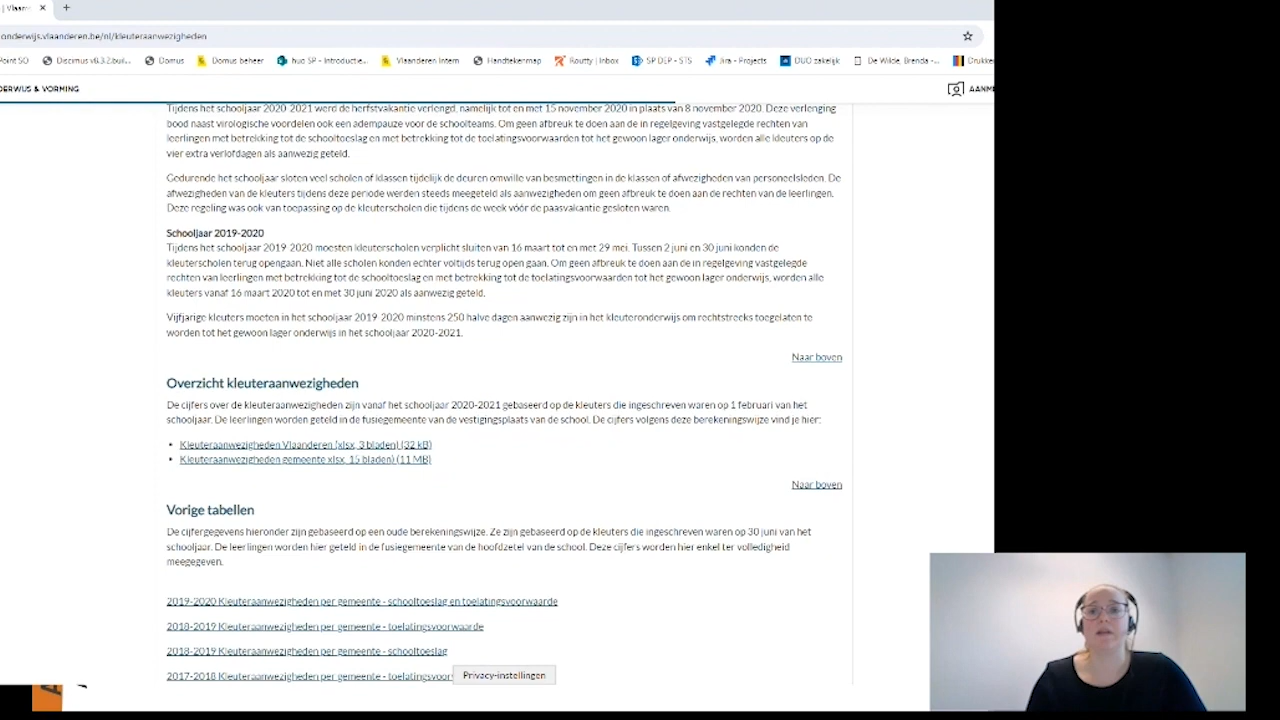 | Vlaam
onderwijs.vlaanderen.be/nl/kleuteraanwezigheden
Point SO Discimus v8.3.2 buil... Domus Domus beheer hud SP - Introductie... Vlaanderen Intern Handtekenmap Routty | Inbox SP DEP - STS Jira - Projects DUO zakelijk De Wilde, Brenda -... Drukke
DERWIJS & VORMING AANME
Tijdens het schooljaar 2020-2021 werd de herfstvakantie verlengd, namelijk tot en met 15 november 2020 in plaats van 8 november 2020. Deze verlenging
bood naast virologische voordelen ook een adempauze voor de schoolteams. Om geen afbreuk te doen aan de in regelgeving vastgelegde rechten van
leerlingen met betrekking tot de schooltoeslag en met betrekking tot de toelatingsvoorwaarden tot het gewoon lager onderwijs, worden alle kleuters op de
vier extra verlofdagen als aanwezig geteld.
Gedurende het schooljaar sloten veel scholen of klassen tijdelijk de deuren omwille van besmettingen in de klassen of afwezigheden van personeelsleden. De
afwezigheden van de kleuters tijdens deze periode werden steeds meegeteld als aanwezigheden om geen afbreuk te doen aan de rechten van de leerlingen.
Deze regeling was ook van toepassing op de kleuterscholen die tijdens de week vóór de paasvakantie gesloten waren.
Schooljaar 2019-2020
Tijdens het schooljaar 2019-2020 moesten kleuterscholen verplicht sluiten van 16 maart tot en met 29 mei. Tussen 2 juni en 30 juni konden de
kleuterscholen terug opengaan. Niet alle scholen konden echter voltijds terug open gaan. Om geen afbreuk te doen aan de in regelgeving vastgelegde
rechten van leerlingen met betrekking tot de schooltoeslag en met betrekking tot de toelatingsvoorwaarden tot het gewoon lager onderwijs, worden alle
kleuters vanaf 16 maart 2020 tot en met 30 juni 2020 als aanwezig geteld.
Vijfjarige kleuters moeten in het schooljaar 2019-2020 minstens 250 halve dagen aanwezig zijn in het kleuteronderwijs om rechtstreeks toegelaten te
worden tot het gewoon lager onderwijs in het schooljaar 2020-2021.
Naar boven
Overzicht kleuteraanwezigheden
De cijfers over de kleuteraanwezigheden zijn vanaf het schooljaar 2020-2021 gebaseerd op de kleuters die ingeschreven waren op 1 februari van het
schooljaar. De leerlingen worden geteld in de fusiegemeente van de vestigingsplaats van de school. De cijfers volgens deze berekeningswijze vind je hier:
• Kleuteraanwezigheden Vlaanderen (xlsx, 3 bladen) (32 kB)
• Kleuteraanwezigheden gemeente xlsx, 15 bladen) (11 MB)
Naar boven
Vorige tabellen
De cijfergegevens hieronder zijn gebaseerd op een oude berekeningswijze. Ze zijn gebaseerd op de kleuters die ingeschreven waren op 30 juni van het
schooljaar. De leerlingen worden hier geteld in de fusiegemeente van de hoofdzetel van de school. Deze cijfers worden hier enkel ter volledigheid
meegegeven.
2019-2020 Kleuteraanwezigheden per gemeente - schooltoeslag en toelatingsvoorwaarde
2018-2019 Kleuteraanwezigheden per gemeente - toelatingsvoorwaarde
2018-2019 Kleuteraanwezigheden per gemeente - schooltoeslag
2017-2018 Kleuteraanwezigheden per gemeente - toelatingsvoor
Privacy-instellingen